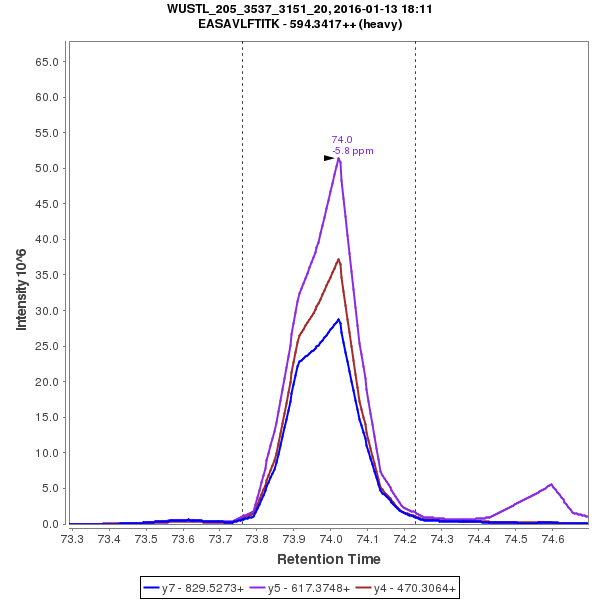 WUSTL_205_3537_3151_20, 2016-01-13 18:11
EASAVLFTITK - 594.3417++ (heavy)
65.0
60.0
55.0
50.0
45.0
40.0
35.0
30.0
25.0
20.0
15.0
10.0
5.0
0.0
Intensity 10^6
74.0
-5.8 ppm
73.3 73.4 73.5 73.6 73.7 73.8 73.9 74.0 74.1 74.2 74.3 74.4 74.5 74.6
Retention Time
y7 - 829.5273+ y5 - 617.3748+ y4 - 470.3064+